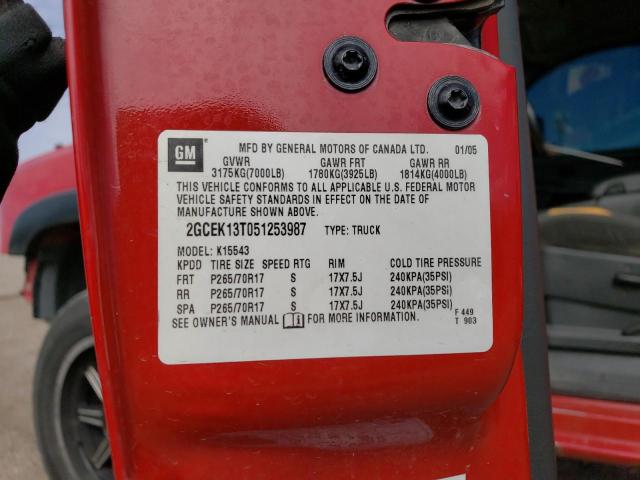 GM
MFD BY GENERAL MOTORS OF CANADA LTD. 01/05
GVWR GAWR FRT GAWR RR
3175KG(7000LB) 1780KG(3925LB) 1814KG(4000LB)
THIS VEHICLE CONFORMS TO ALL APPLICABLE U.S. FEDERAL MOTOR
VEHICLE SAFETY STANDARDS IN EFFECT ON THE DATE OF
MANUFACTURE SHOWN ABOVE.
2GCEK13T051253987 TYPE: TRUCK
MODEL: K15543
KPDD TIRE SIZE SPEED RTG RIM COLD TIRE PRESSURE
FRT P265/70R17 S 17X7.5J 240KPA(35PSI)
RR P265/70R17 S 17X7.5J 240KPA(35PSI)
SPA P265/70R17 S 17X7.5J 240KPA(35PSI)
SEE OWNER'S MANUAL FOR MORE INFORMATION.
F 449
T 903